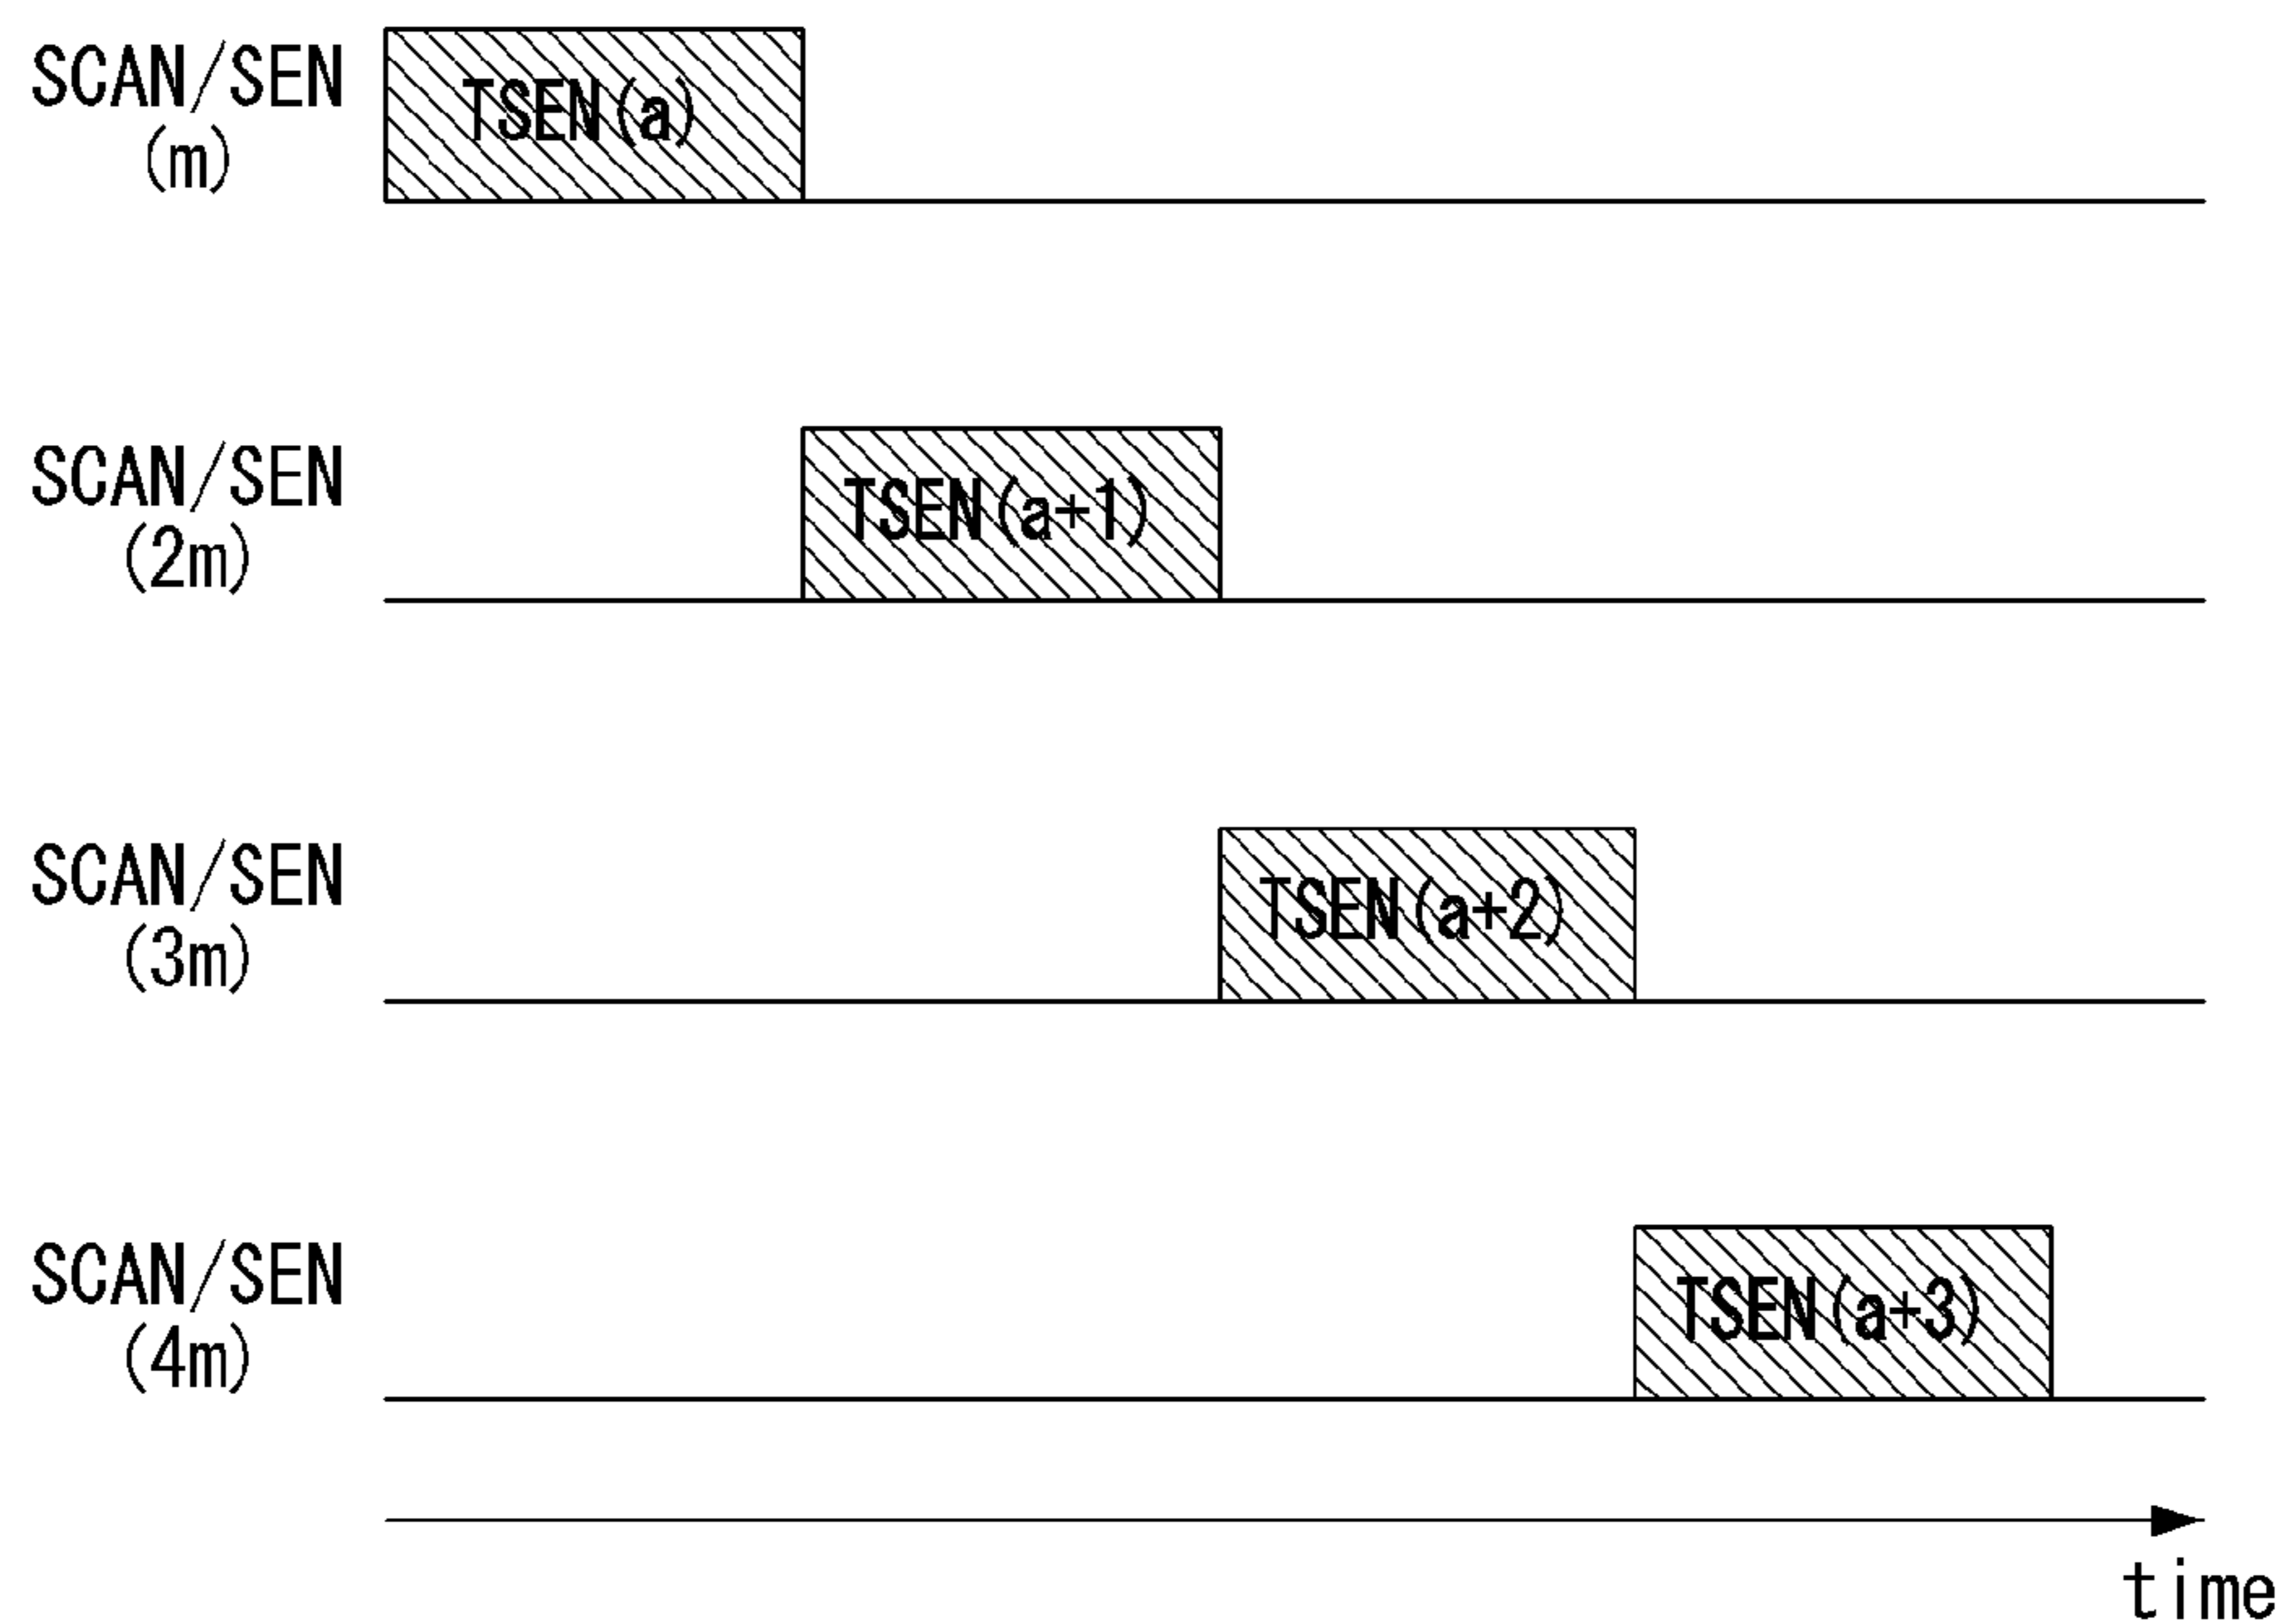 SCAN/SEN
(m)
TSEN(a)
SCAN/SEN
(2m)
TSEN(a+1)
SCAN/SEN
(3m)
TSEN(a+2)
SCAN/SEN
(4m)
TSEN(a+3)
time